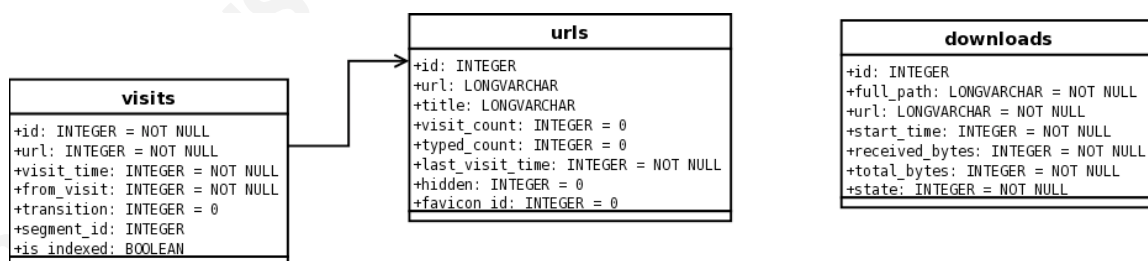 visits
+id: INTEGER = NOT NULL
+url: INTEGER = NOT NULL
+visit_time: INTEGER = NOT NULL
+from_visit: INTEGER = NOT NULL
+transition: INTEGER = 0
+segment_id: INTEGER
+is_indexed: BOOLEAN
urls
+id: INTEGER
+url: LONGVARCHAR
+title: LONGVARCHAR
+visit_count: INTEGER = 0
+typed_count: INTEGER = 0
+last_visit_time: INTEGER = NOT NULL
+hidden: INTEGER = 0
+favicon_id: INTEGER = 0
downloads
+id: INTEGER
+full_path: LONGVARCHAR = NOT NULL
+url: LONGVARCHAR = NOT NULL
+start_time: INTEGER = NOT NULL
+received_bytes: INTEGER = NOT NULL
+total_bytes: INTEGER = NOT NULL
+state: INTEGER = NOT NULL